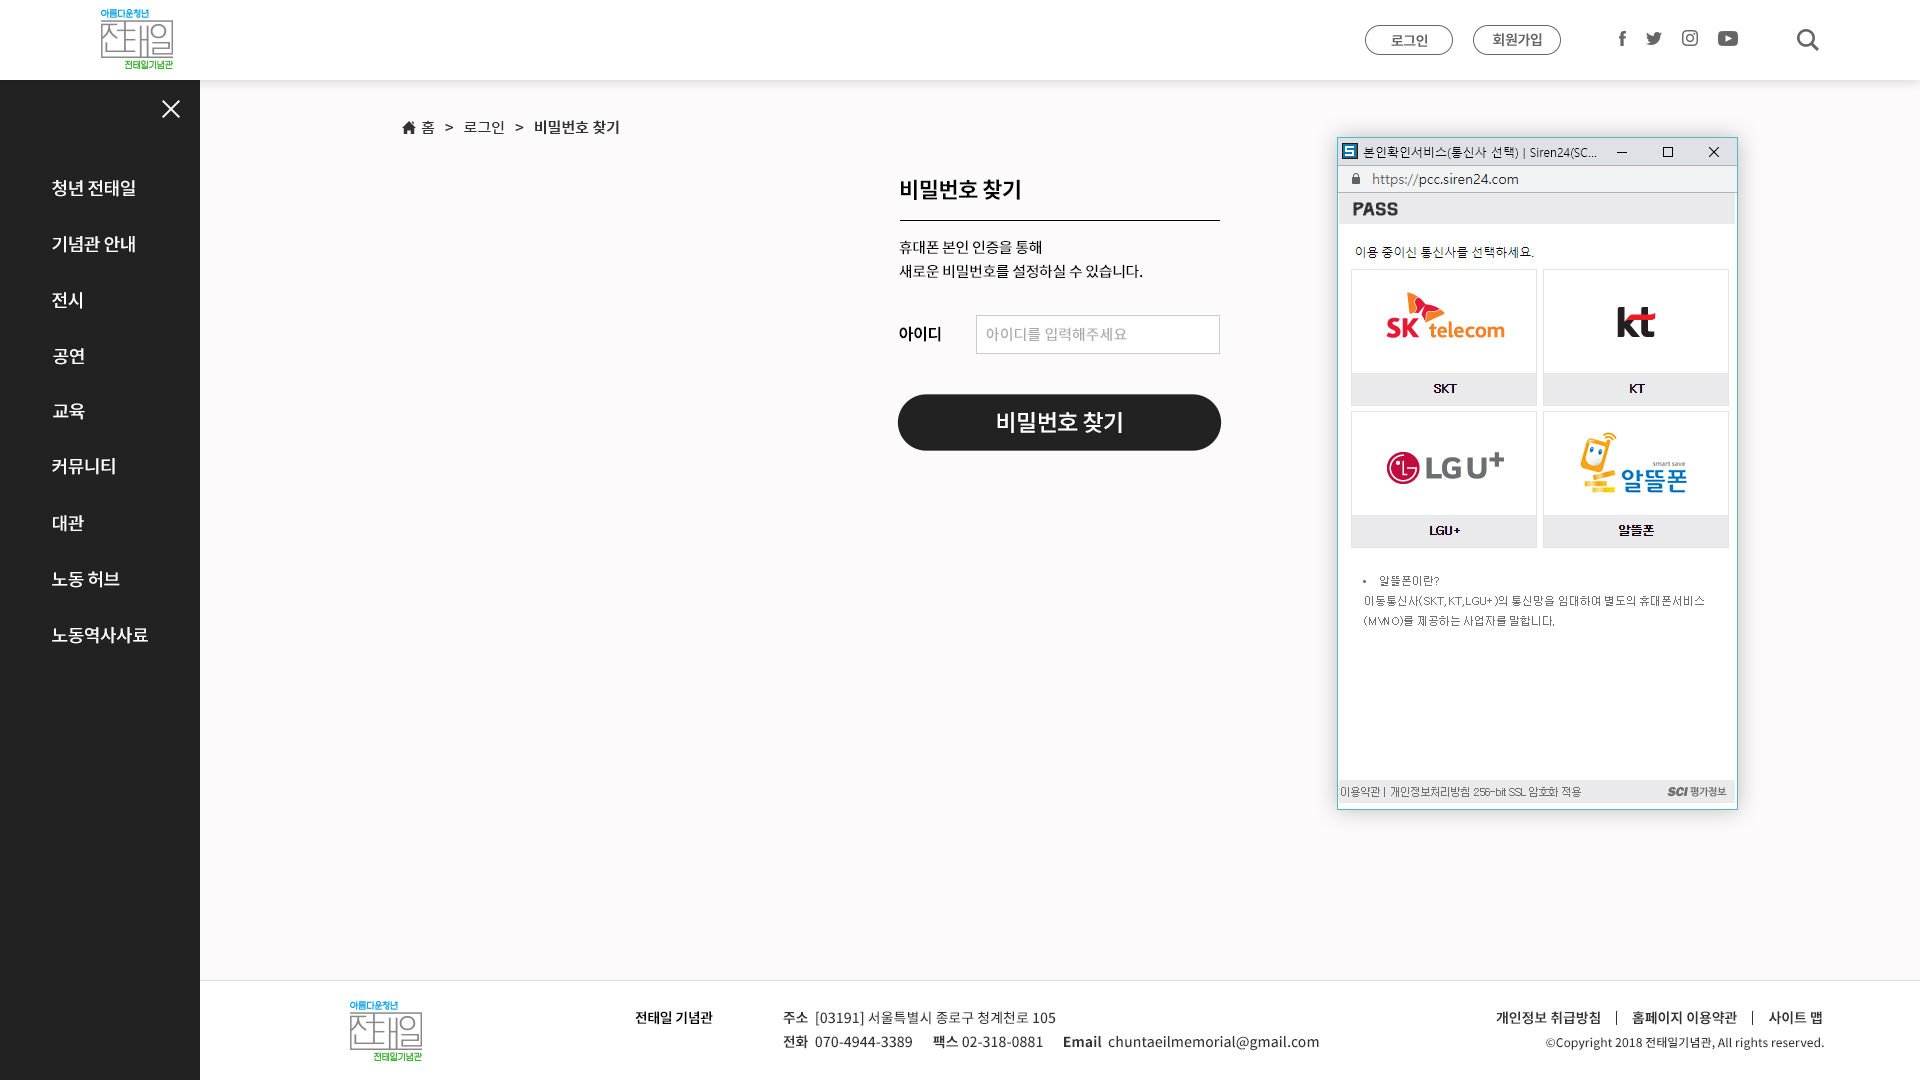 아름다운청년
전태일
전태일기념관
로그인
회원가입
청년 전태일
기념관 안내
전시
공연
교육
커뮤니티
대관
노동 허브
노동역사사료
홈 > 로그인 > 비밀번호 찾기
비밀번호 찾기
휴대폰 본인 인증을 통해
새로운 비밀번호를 설정하실 수 있습니다.
아이디
아이디를 입력해주세요
비밀번호 찾기
본인확인서비스(통신사 선택) | Siren24(SC...
https://pcc.siren24.com
PASS
이용 중이신 통신사를 선택하세요.
SK telecom
kt
SKT
KT
LG U+
smart save
알뜰폰
LGU+
알뜰폰
• 알뜰폰이란?
이동통신사(SKT,KT,LGU+)의 통신망을 임대하여 별도의 휴대폰서비스
(MVNO)를 제공하는 사업자를 말합니다.
이용약관 | 개인정보처리방침 256-bit SSL 암호화 적용
SCI 평가정보
아름다운청년
전태일
전태일기념관
전태일 기념관
주소 [03191] 서울특별시 종로구 청계천로 105
전화 070-4944-3389 팩스 02-318-0881 Email chuntaeilmemorial@gmail.com
개인정보 취급방침 | 홈페이지 이용약관 | 사이트 맵
©Copyright 2018 전태일기념관, All rights reserved.